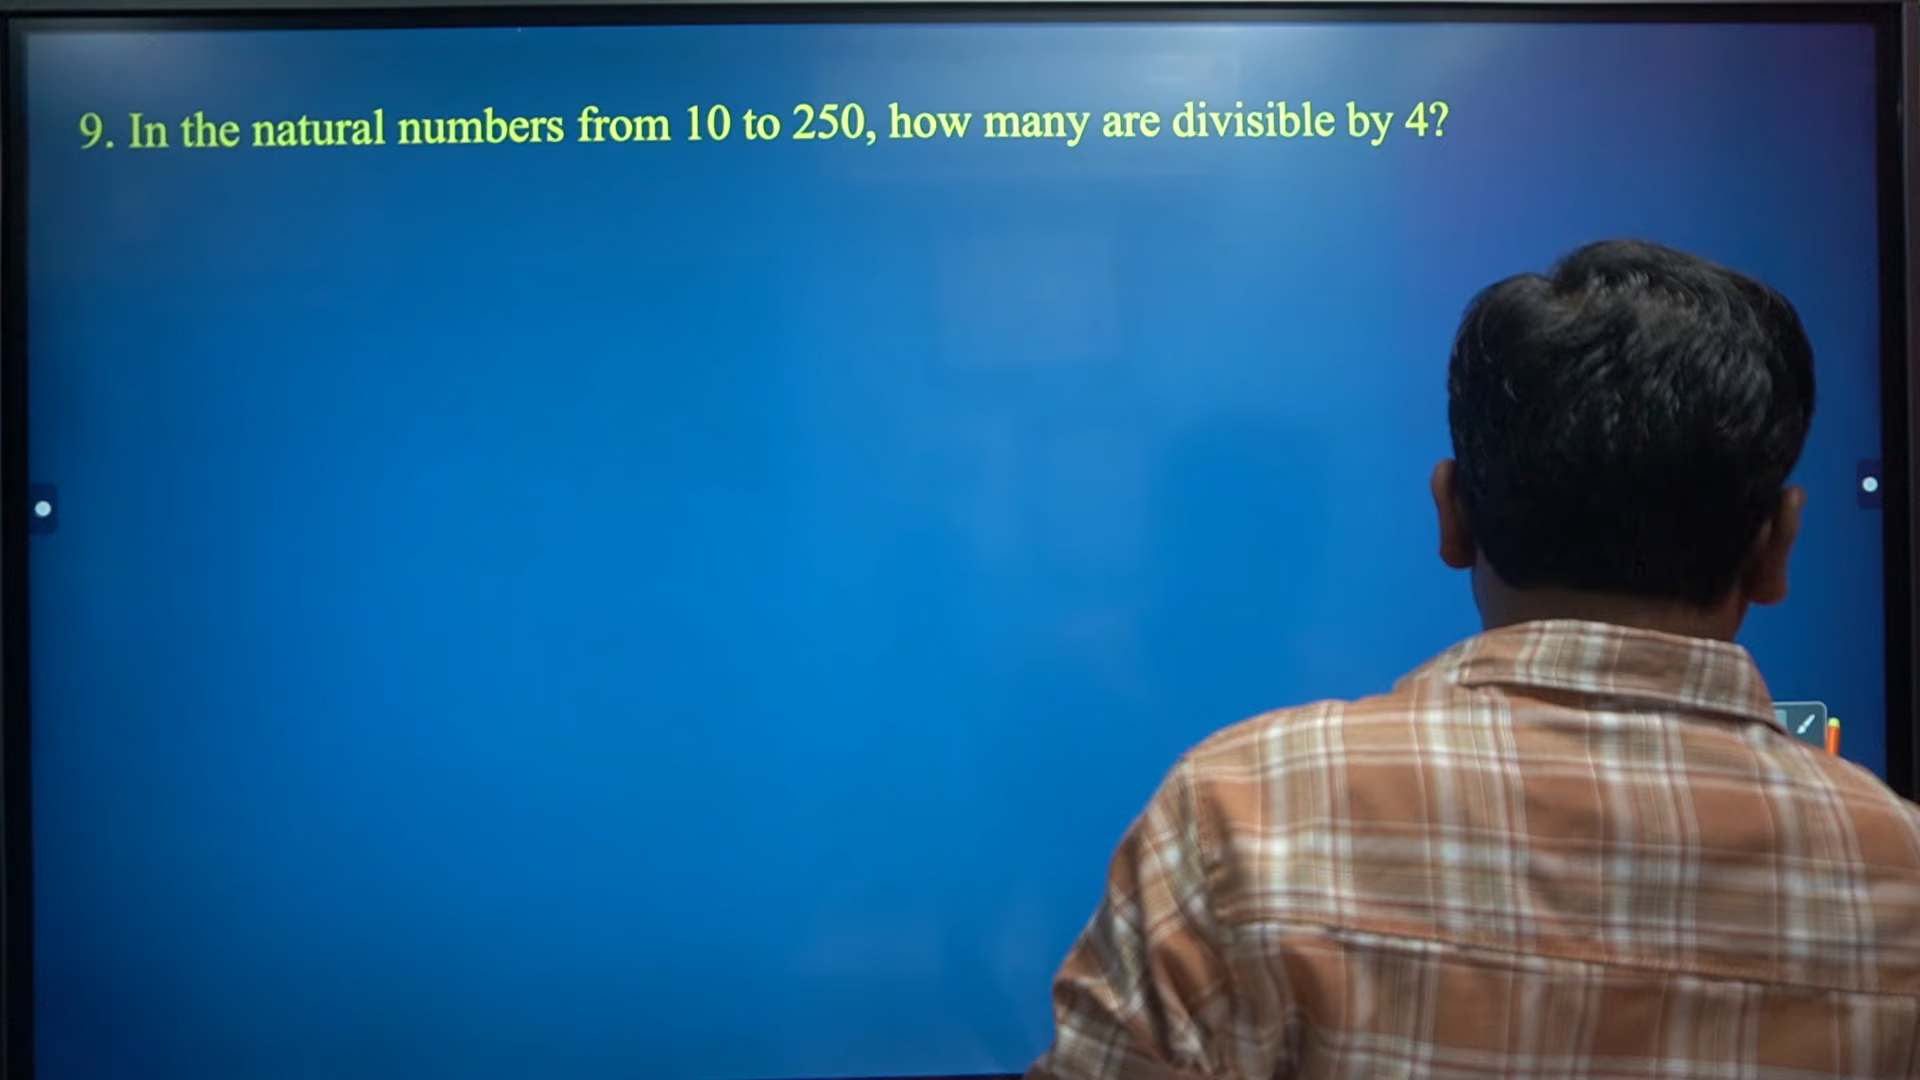 9. In the natural numbers from 10 to 250, how many are divisible by 4?